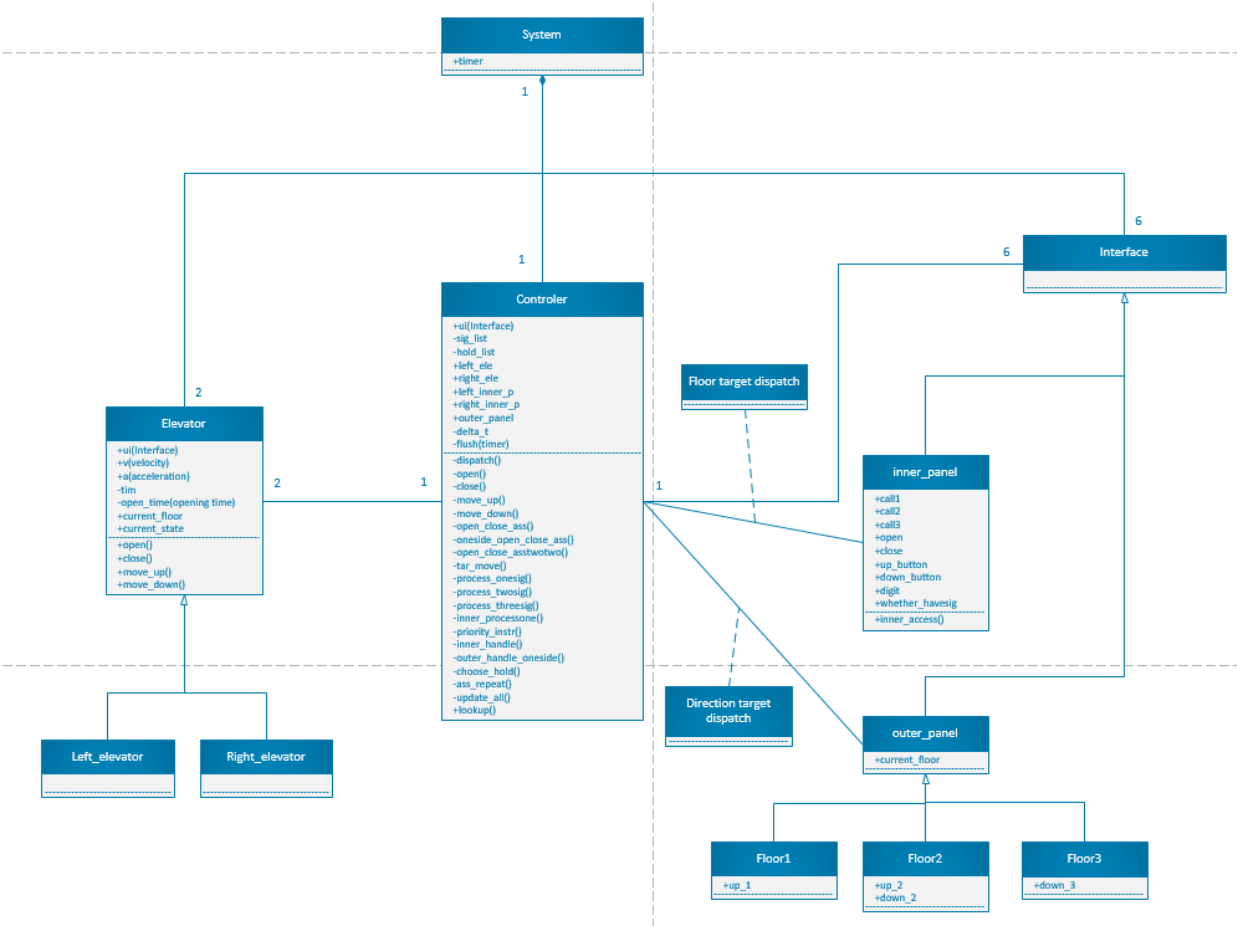 System
+timer
1
6
6
1
Interface
Controler
+ui(Interface)
-sig_list
-hold_list
+left_ele
+right_ele
+left_inner_p
+right_inner_p
+outer_panel
-delta_t
-flush(timer)
-dispatch()
-open()
-close()
-move_up()
-move_down()
-open_close_ass()
-oneside_open_close_ass()
-open_close_asstwotwo()
-tar_move()
-process_onesig()
-process_twosig()
-process_threesig()
-inner_processone()
-priority_instr()
-inner_handle()
-outer_handle_oneside()
-choose_hold()
-ass_repeat()
-update_all()
+lookup()
2
Elevator
+ui(Interface)
+v(velocity)
+a(acceleration)
-tim
-open_time(opening time)
+current_floor
+current_state
+open()
+close()
+move_up()
+move_down()
2
1
1
Floor target dispatch
inner_panel
+call1
+call2
+call3
+open
+close
+up_button
+down_button
+digit
+whether_havesig
+inner_access()
Direction target
dispatch
outer_panel
+current_floor
Left_elevator
Right_elevator
Floor1
+up_1
Floor2
+up_2
+down_2
Floor3
+down_3